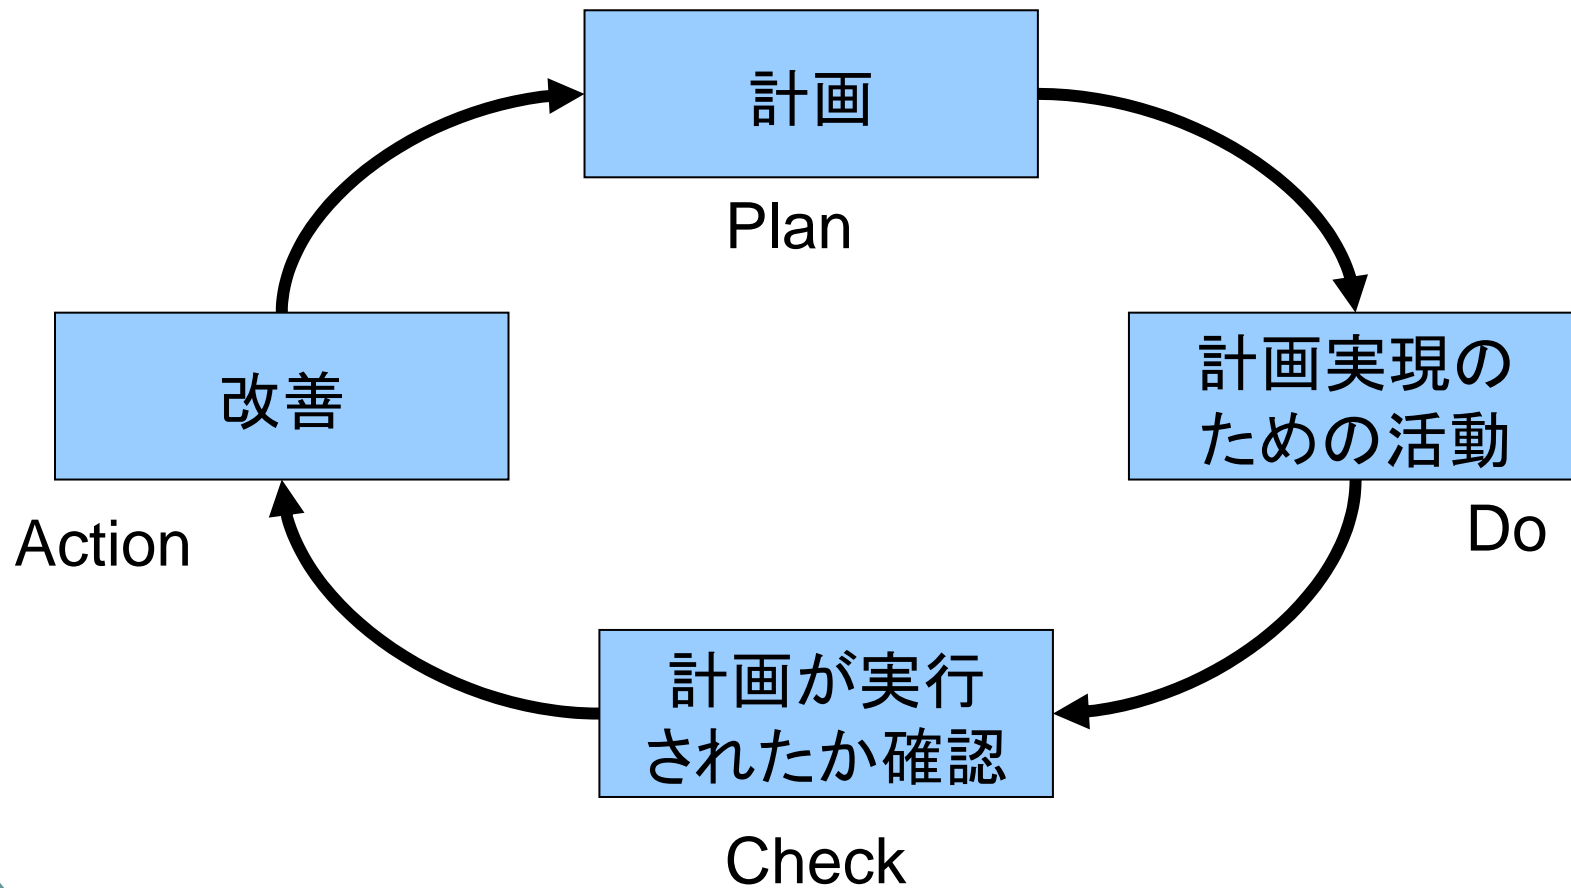 計画
Plan
計画実現の
ための活動
Do
計画が実行
されたか確認
Check
改善
Action